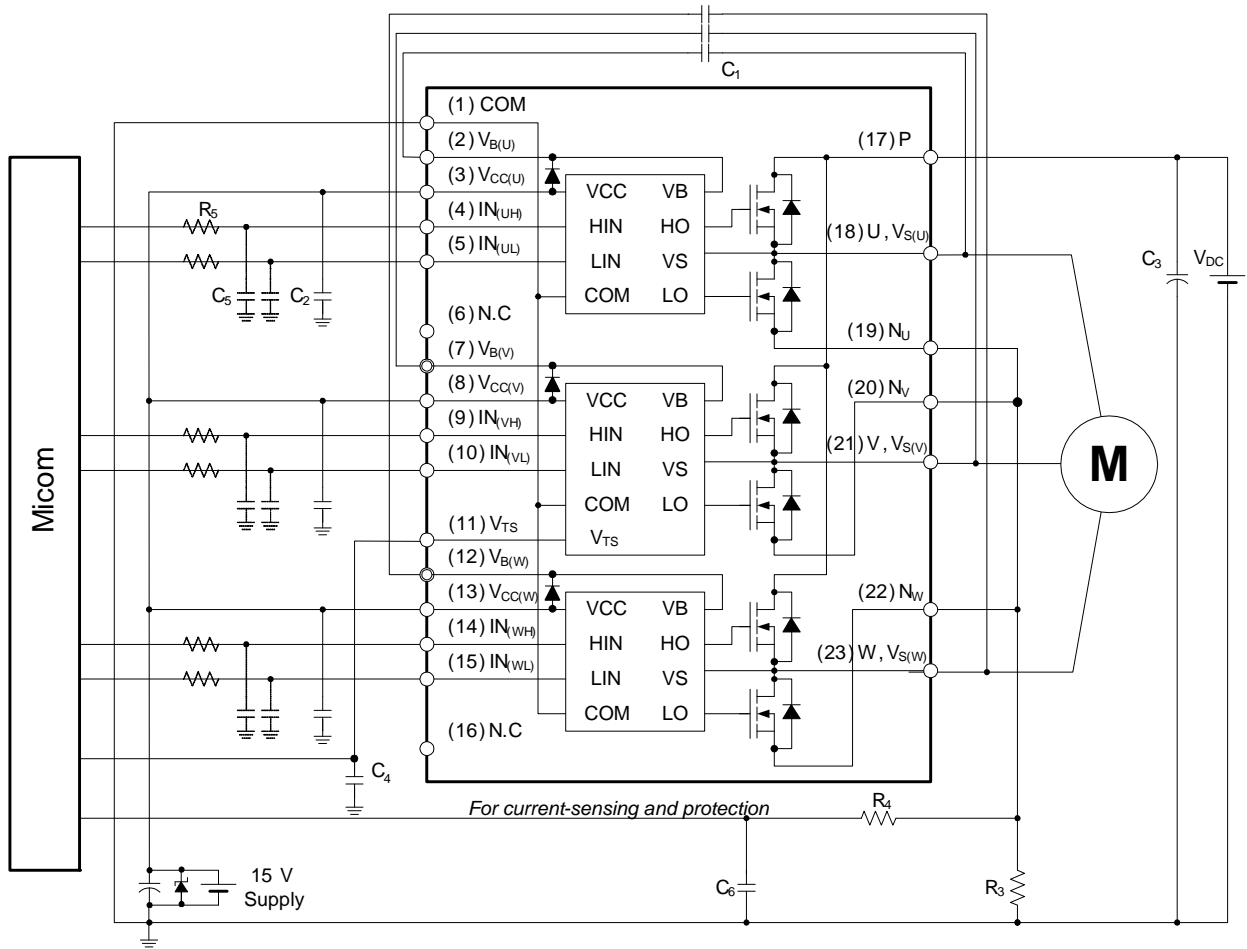 C1
(1) COM
(2) VB(U)
(3) VCC(U)
(4) IN(UH)
(5) IN(UL)
(6) N.C
(7) VB(V)
(8) VCC(V)
(9) IN(VH)
(10) IN(VL)
(11) VTS
(12) VB(W)
(13) VCC(W)
(14) IN(WH)
(15) IN(WL)
(16) N.C
VCC VB
HIN HO
LIN VS
COM LO
VCC VB
HIN HO
LIN VS
COM LO
VTS
VCC VB
HIN HO
LIN VS
COM LO
(17) P
(18) U, VS(U)
(19) NU
(20) NV
(21) V, VS(V)
(22) NW
(23) W, VS(W)
Micom
R5
C5
C2
C3
VDC
M
C4
For current-sensing and protection
R4
C6
R3
15 V
Supply